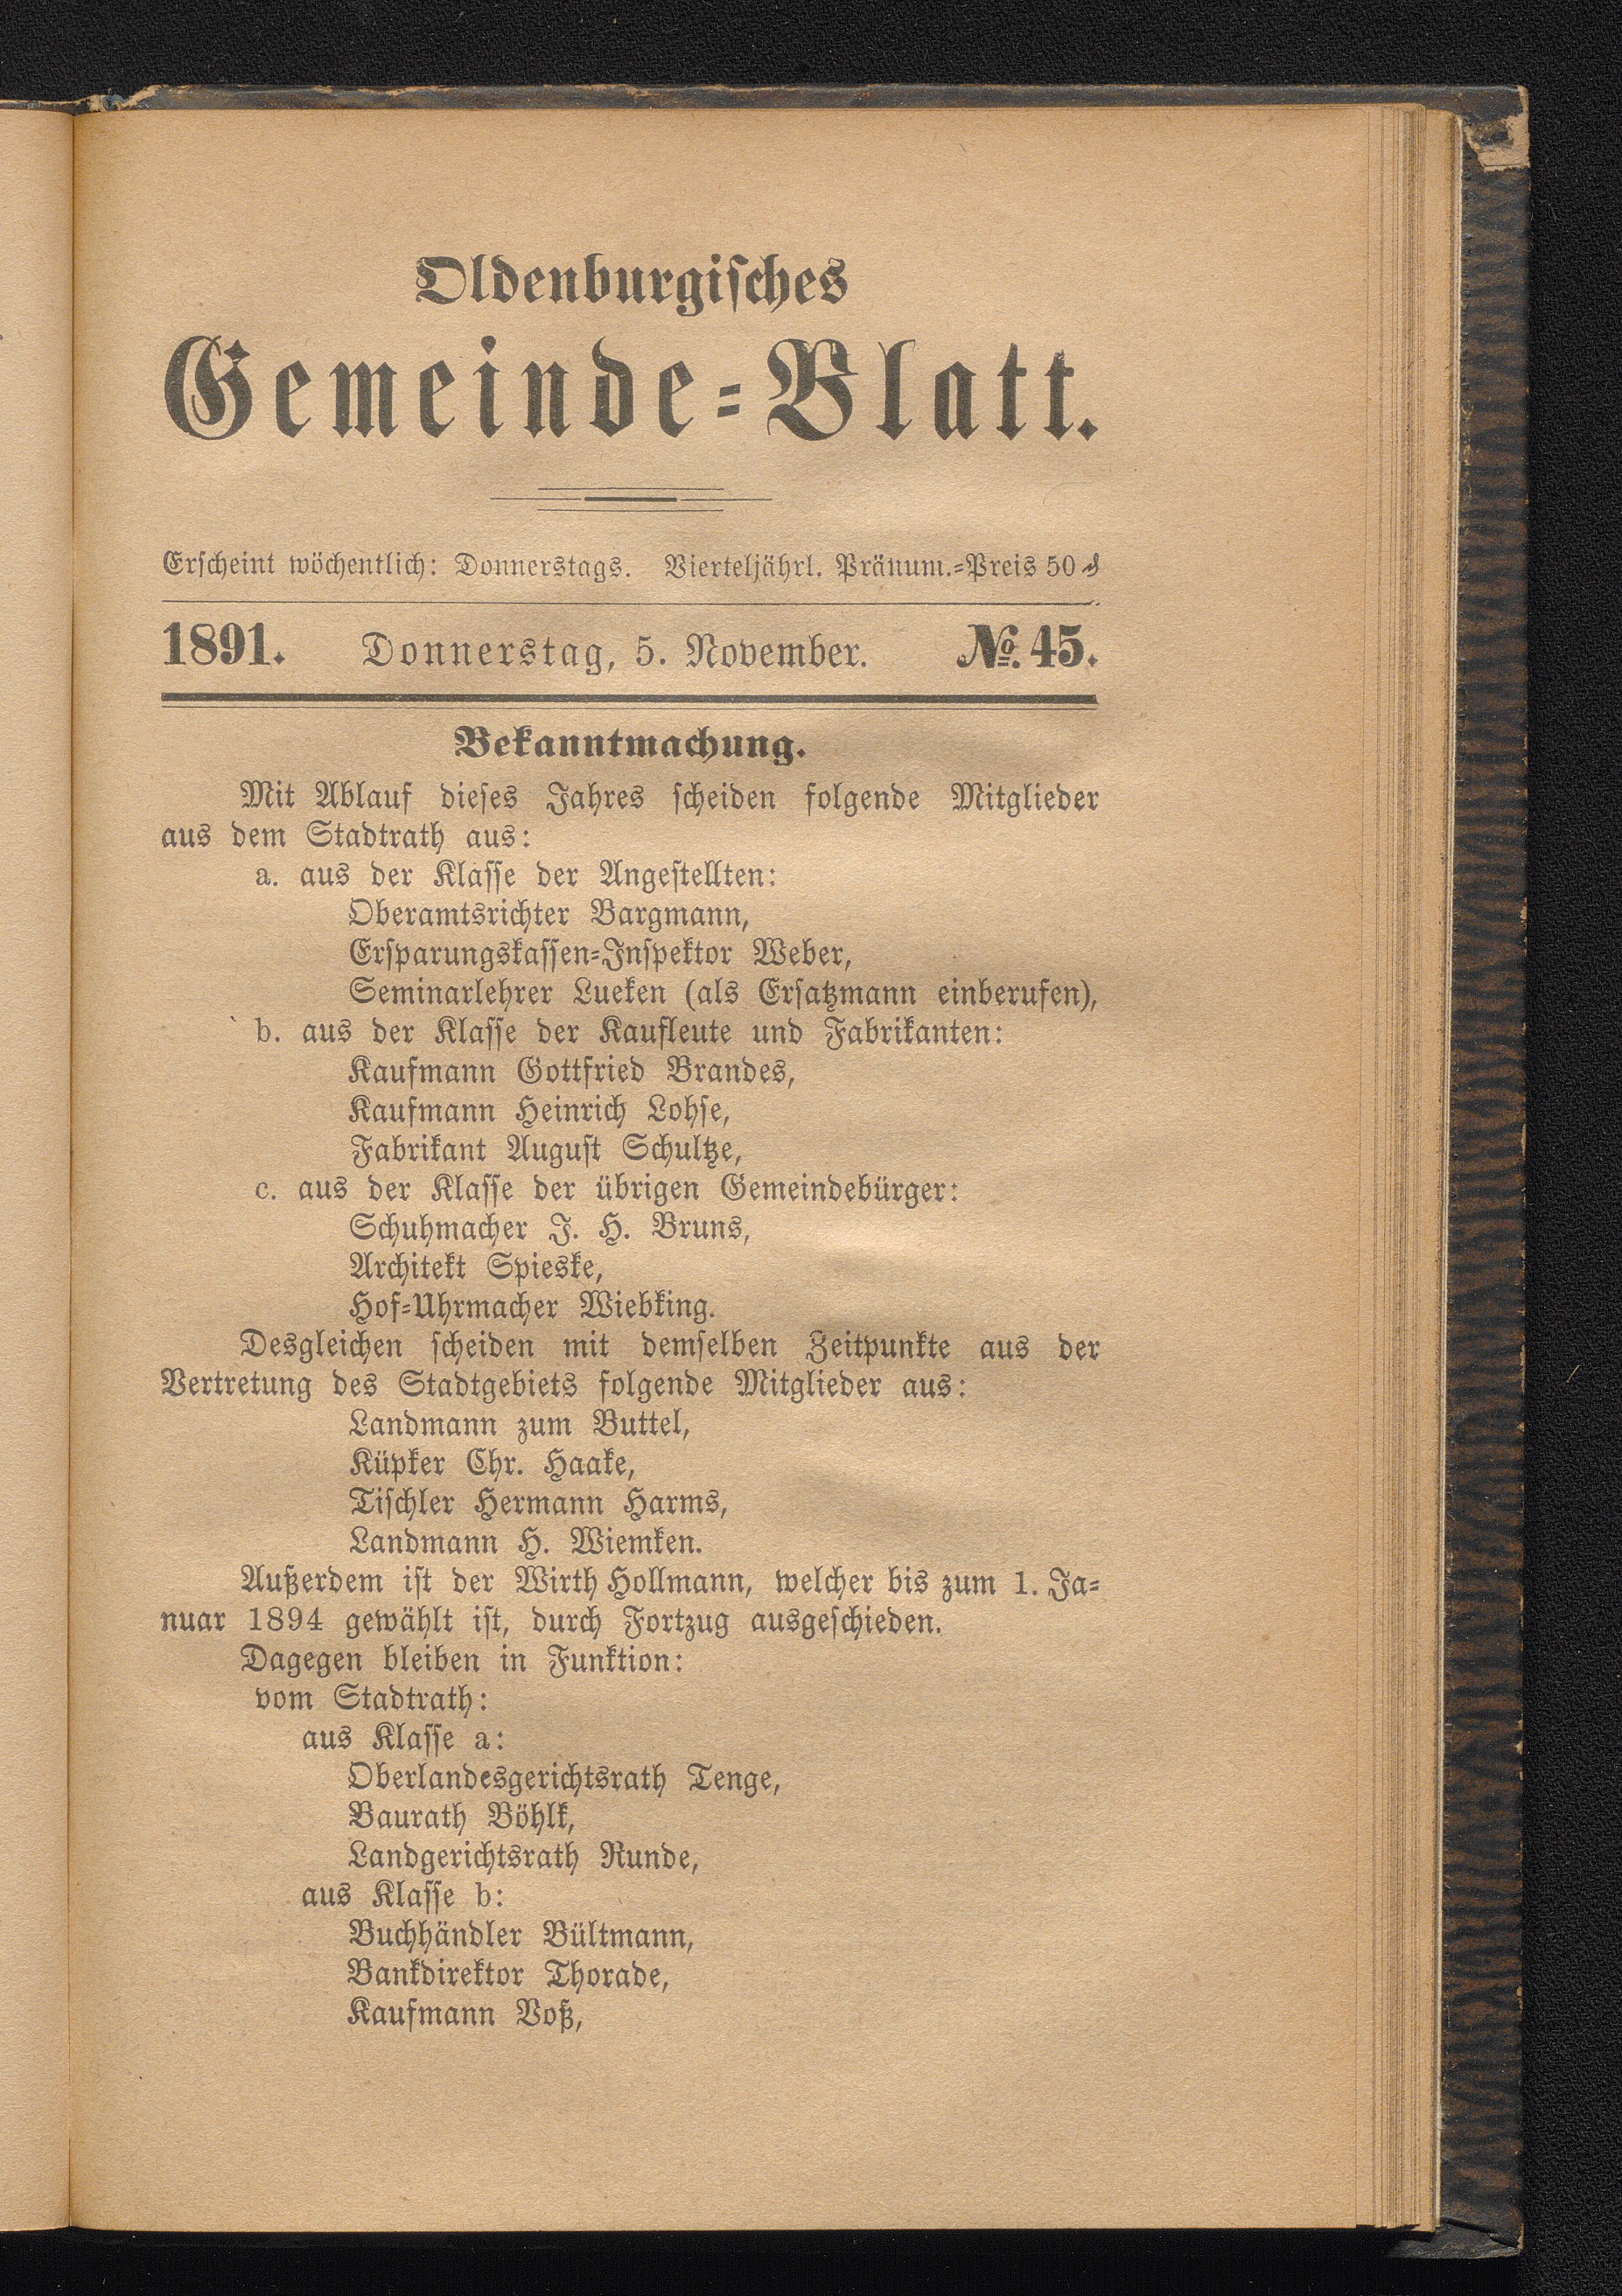 Oldenburgisches
Gemeinde-Blatt.
Erscheint wöchentlich: Donnerstags. Vierteljährl. Pränum.-Preis 50 ₰
1891. Donnerstag, 5. November. №. 45.
Bekanntmachung.
Mit Ablauf dieses Jahres scheiden folgende Mitglieder
aus dem Stadtrath aus:
a. aus der Klasse der Angestellten:
Oberamtsrichter Bargmann,
Ersparungskassen-Inspektor Weber,
Seminarlehrer Lueken (als Ersatzmann einberufen),
b. aus der Klasse der Kaufleute und Fabrikanten:
Kaufmann Gottfried Brandes,
Kaufmann Heinrich Lohse,
Fabrikant August Schultze,
c. aus der Klasse der übrigen Gemeindebürger:
Schuhmacher J. H. Bruns,
Architekt Spieske,
Hof-Uhrmacher Wiebking.
Desgleichen scheiden mit demselben Zeitpunkte aus der
Vertretung des Stadtgebiets folgende Mitglieder aus:
Landmann zum Buttel,
Küpker Chr. Haake,
Tischler Hermann Harms,
Landmann H. Wiemken.
Außerdem ist der Wirth Hollmann, welcher bis zum 1. Ja-
nuar 1894 gewählt ist, durch Fortzug ausgeschieden.
Dagegen bleiben in Funktion:
vom Stadtrath:
aus Klasse a:
Oberlandesgerichtsrath Tenge,
Baurath Böhlk,
Landgerichtsrath Runde,
aus Klasse b:
Buchhändler Bültmann,
Bankdirektor Thorade,
Kaufmann Voß,